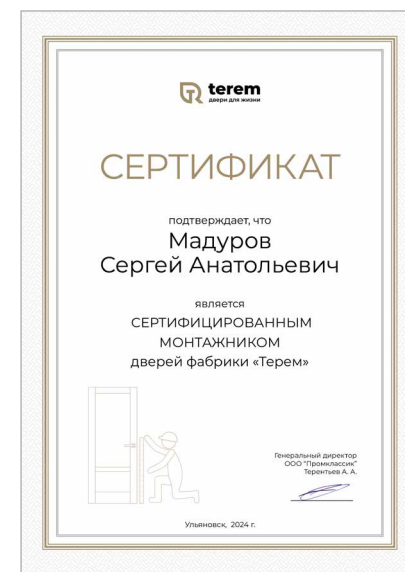 terem
двери для жизни
СЕРТИФИКАТ
подтверждает, что
Мадуров
Сергей Анатольевич
является
СЕРТИФИЦИРОВАННЫМ
МОНТАЖНИКОМ
дверей фабрики «Терем»
Генеральный директор
ООО "Промклассик"
Терентьев А. А.
Ульяновск, 2024 г.